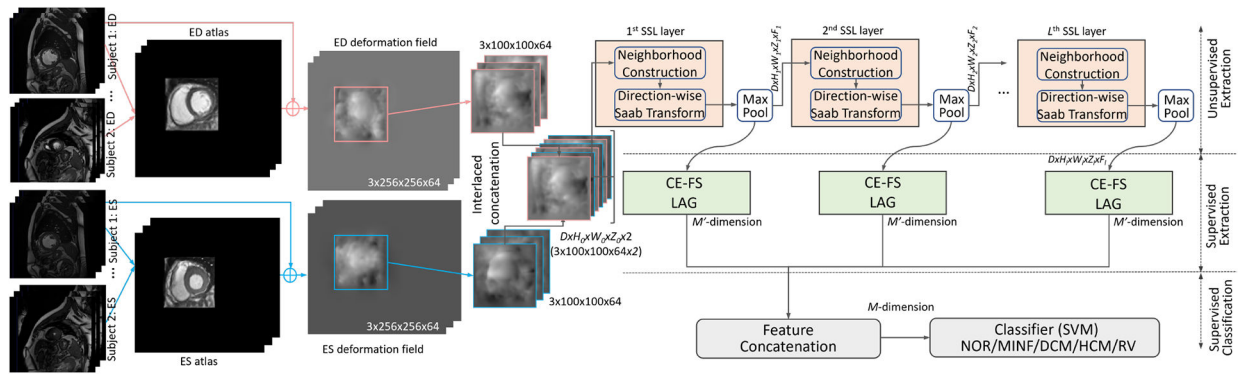 Subject 1: ED
...
Subject 2: ED
ED atlas
ED deformation field
3x256x256x64
3x100x100x64
Subject 1: ES
...
Subject 2: ES
ES atlas
3x256x256x64
ES deformation field
Interlaced concatenation
DxH0xW0xZ0x2
(3x100x100x64x2)
3x100x100x64
1st SSL layer
Neighborhood
Construction
Direction-wise
Saab Transform
Max
Pool
DxH1xW1xZ1xF1
2nd SSL layer
Neighborhood
Construction
Direction-wise
Saab Transform
Max
Pool
DxH2xW2xZ2xF2
...
Lth SSL layer
Neighborhood
Construction
Direction-wise
Saab Transform
Max
Pool
Unsupervised
Extraction
CE-FS
LAG
M'-dimension
CE-FS
LAG
M'-dimension
CE-FS
LAG
M'-dimension
Supervised
Extraction
Feature
Concatenation
M-dimension
Classifier (SVM)
NOR/MINF/DCM/HCM/RV
Supervised
Classification